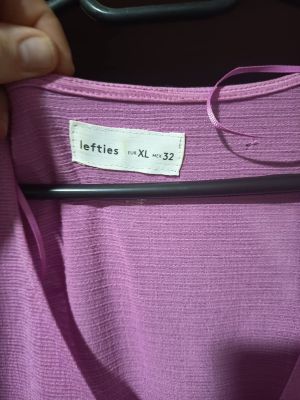 lefties EUR XL MEX 32